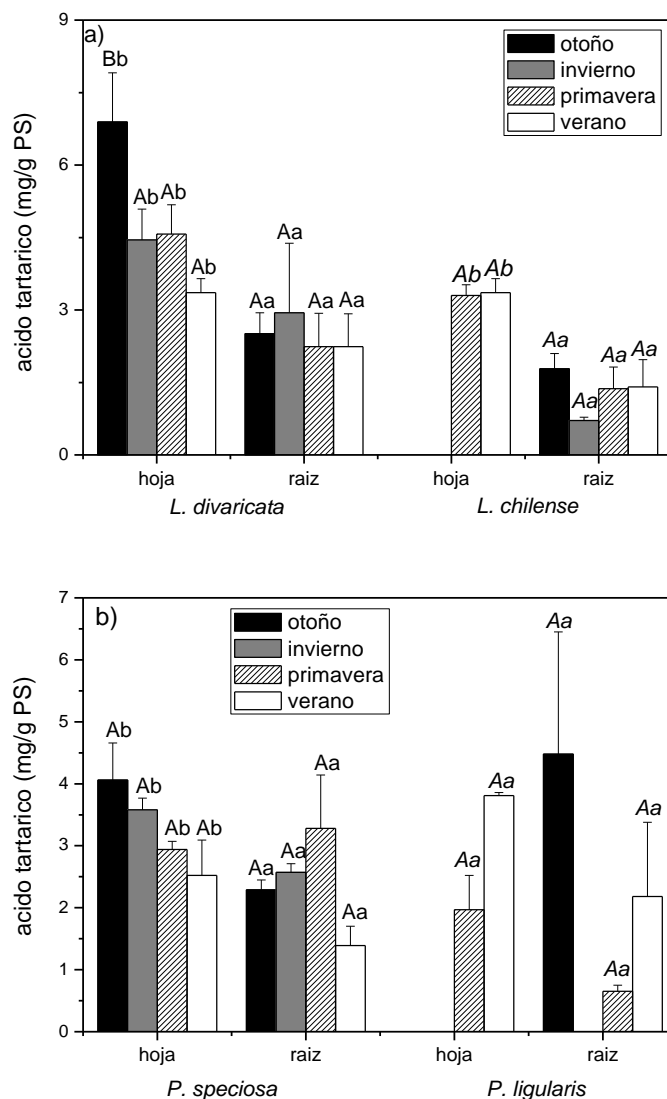 a)
otoño
invierno
primavera
verano
acido tartarico (mg/g PS)
9
6
3
0
Bb
Ab
Ab
Ab
Aa
Aa
Aa
Aa
Ab
Ab
Aa
Aa
Aa
Aa
hoja raiz hoja raiz
L. divaricata L. chilense
b)
otoño
invierno
primavera
verano
acido tartarico (mg/g PS)
7
6
5
4
3
2
1
0
Ab
Ab
Ab
Ab
Aa
Aa
Aa
Aa
Aa
Aa
Aa
Aa
Aa
hoja raiz hoja raiz
P. speciosa P. ligularis